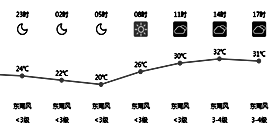 23时 02时 05时 08时 11时 14时 17时
24℃ 22℃ 20℃ 26℃ 30℃ 32℃ 31℃
东南风 东南风 东南风 东南风 东南风 东南风 东南风
<3级 <3级 <3级 <3级 <3级 3-4级 3-4级